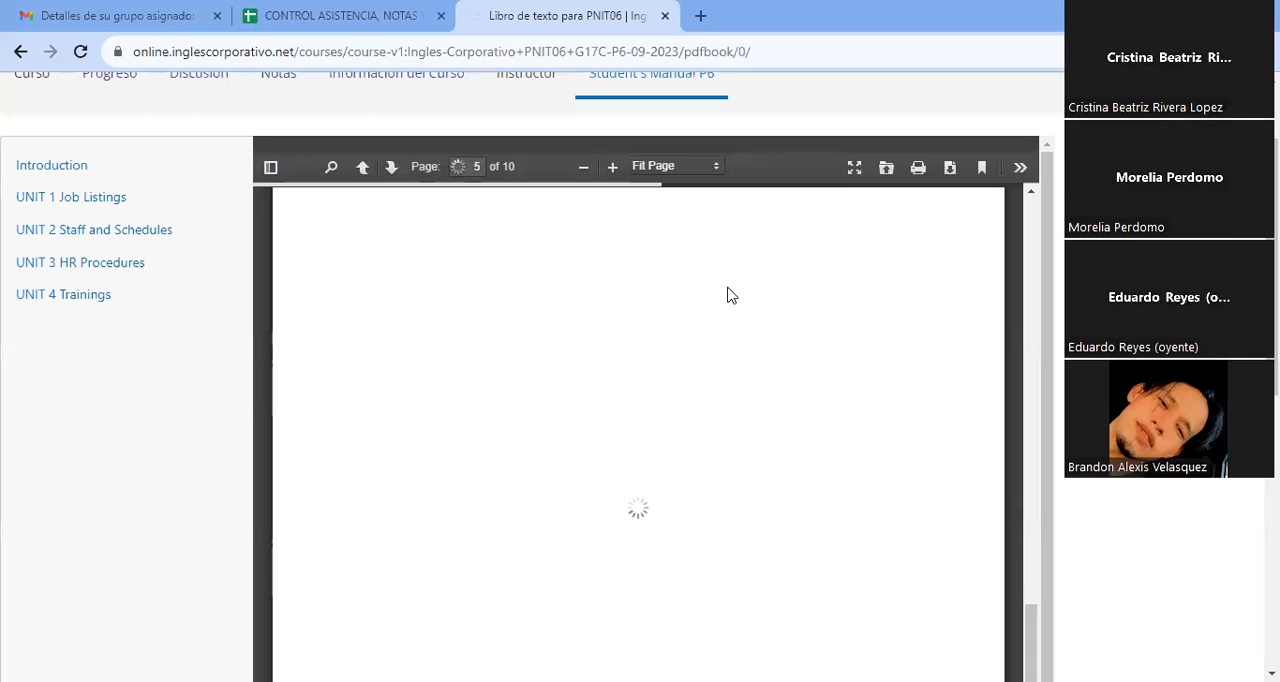 Detalles de su grupo asignado:
CONTROL ASISTENCIA, NOTAS
Libro de texto para PNIT06 | Ing
online.inglescorporativo.net/courses/course-v1:Ingles-Corporativo+PNIT06+G17C-P6-09-2023/pdfbook/0/
Curso
Progreso
Discusión
Notas
Información del Curso
Instructor
Student's Manual P6
Introduction
UNIT 1 Job Listings
UNIT 2 Staff and Schedules
UNIT 3 HR Procedures
UNIT 4 Trainings
Page: 5 of 10
Fit Page
Cristina Beatriz Ri...
Cristina Beatriz Rivera Lopez
Morelia Perdomo
Morelia Perdomo
Eduardo Reyes (o...
Eduardo Reyes (oyente)
Brandon Alexis Velasquez